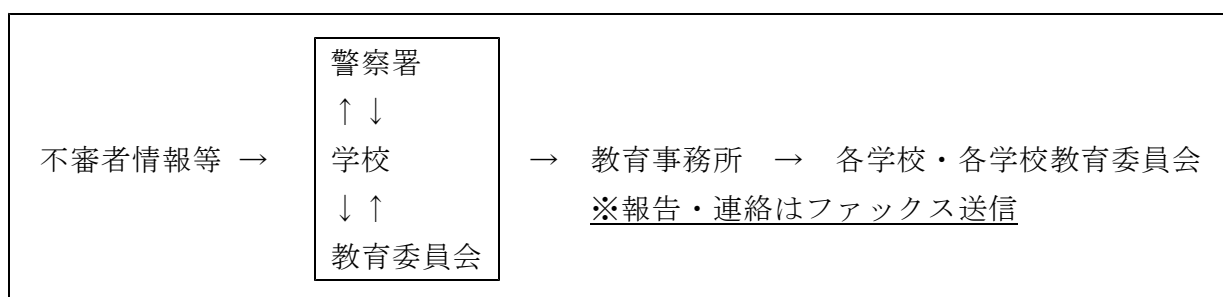 警察署
↑↓
不審者情報等 → 学校 → 教育事務所 → 各学校・各学校教育委員会
↓↑ ※報告・連絡はファックス送信
教育委員会